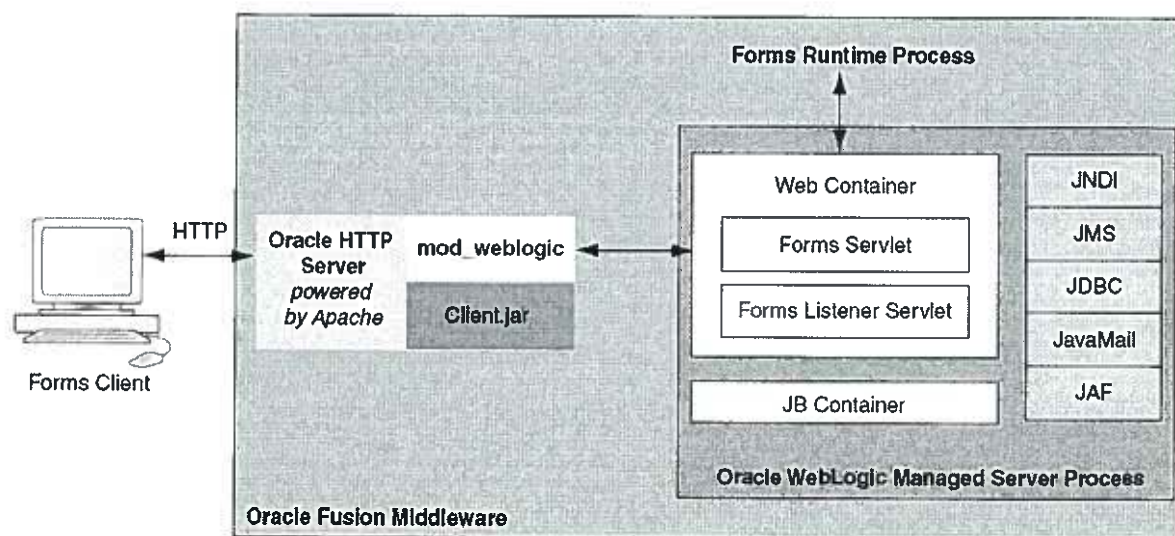 Forms Runtime Process
Web Container
JNDI
HTTP
Oracle HTTP
Server
powered
by Apache
mod_weblogic
Forms Servlet
JMS
Client.jar
Forms Listener Servlet
JDBC
JavaMail
Forms Client
JB Container
JAF
Oracle WebLogic Managed Server Process
Oracle Fusion Middleware